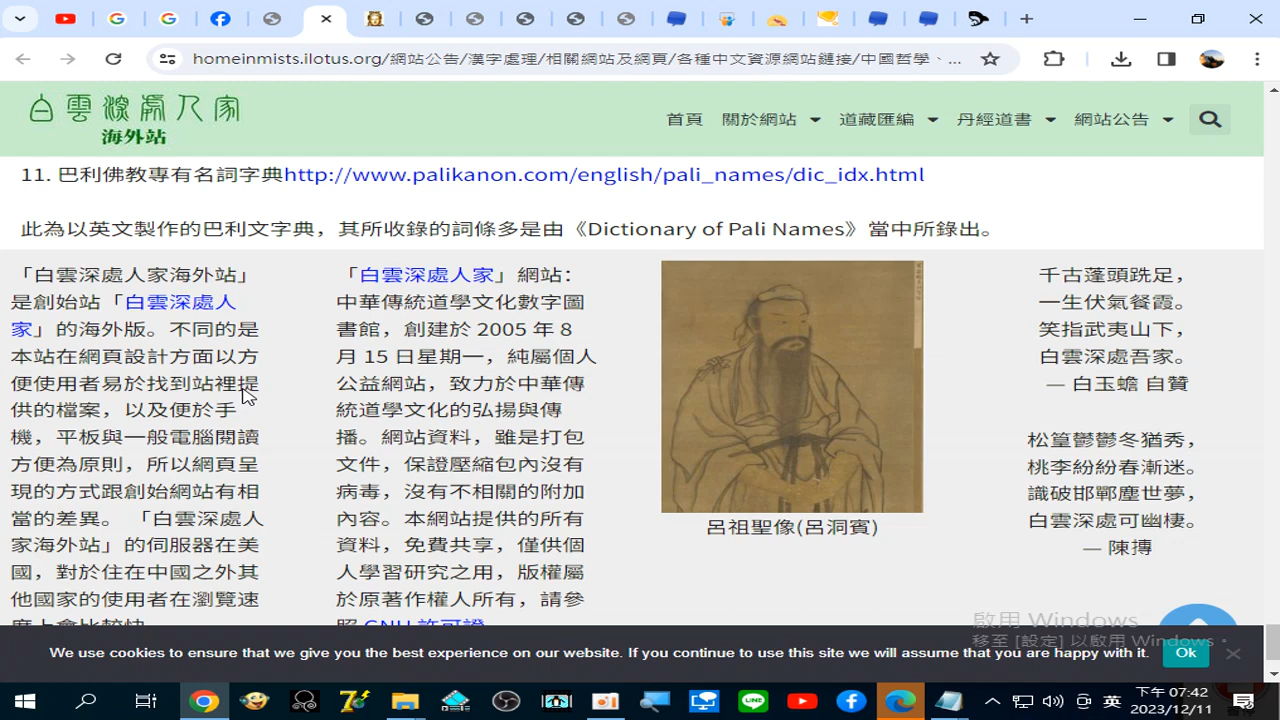 homeinmists.ilotus.org/網站公告/漢字處理/相關網站及網頁/各種中文資源網站鏈接/中國哲學、...
白雲深處人家
海外站
首頁 關於網站 道藏匯編 丹經道書 網站公告
11. 巴利佛教專有名詞字典http://www.palikanon.com/english/pali_names/dic_idx.html
此為以英文製作的巴利文字典，其所收錄的詞條多是由《Dictionary of Pali Names》當中所錄出。
「白雲深處人家海外站」
是創始站「白雲深處人
家」的海外版。不同的是
本站在網頁設計方面以方
便使用者易於找到站裡提
供的檔案，以及便於手
機，平板與一般電腦閱讀
方便為原則，所以網頁呈
現的方式跟創始網站有相
當的差異。 「白雲深處人
家海外站」的伺服器在美
國，對於住在中國之外其
他國家的使用者在瀏覽速
度上會比較快
「白雲深處人家」網站：
中華傳統道學文化數字圖
書館，創建於 2005 年 8
月 15 日星期一，純屬個人
公益網站，致力於中華傳
統道學文化的弘揚與傳
播。網站資料，雖是打包
文件，保證壓縮包內沒有
病毒，沒有不相關的附加
內容。本網站提供的所有
資料，免費共享，僅供個
人學習研究之用，版權屬
於原著作權人所有，請參
照 GNU 許可證
呂祖聖像(呂洞賓)
千古蓬頭跣足，
一生伏氣餐霞。
笑指武夷山下，
白雲深處吾家。
— 白玉蟾 自贊
松篁鬱鬱冬猶秀，
桃李紛紛春漸迷。
識破邯鄲塵世夢，
白雲深處可幽棲。
— 陳摶
啟用 Windows
移至 [設定] 以啟用 Windows。
We use cookies to ensure that we give you the best experience on our website. If you continue to use this site we will assume that you are happy with it.
Ok
英
下午 07:42
2023/12/11